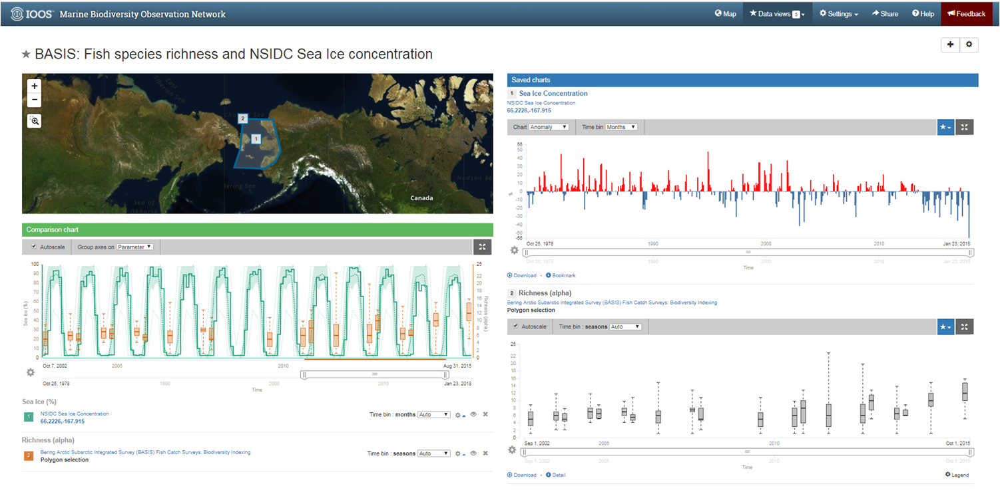 IOOS™ Marine Biodiversity Observation Network
Map
Data views 5
Settings
Share
Help
Feedback
★ BASIS: Fish species richness and NSIDC Sea Ice concentration
+
−
East
Siberian Sea
2
1
Bering Sea
Sea of
Okhotsk
Hudson Ba
Canada
Comparison chart
Autoscale
Group axes on Parameter
100
90
80
70
60
50
40
30
20
10
0
Sea Ice (%)
25
22
20
18
16
14
12
10
8
6
4
2
0
Richness (alpha)
Oct 7, 2002
2005
2010
Aug 31, 2015
Oct 25, 1978
1990
2000
2010
Jan 23, 2018
Time
Sea Ice (%)
1
NSIDC Sea Ice Concentration
66.2226,-167.915
Time bin : months Auto
Richness (alpha)
2
Bering Arctic Subarctic Integrated Survey (BASIS) Fish Catch Surveys: Biodiversity Indexing
Polygon selection
Time bin : seasons Auto
Saved charts
1 Sea Ice Concentration
NSIDC Sea Ice Concentration
66.2226,-167.915
Chart Anomaly
Time bin Months
56
50
40
30
20
10
0
-10
-20
-30
-40
-50
-56
%
Oct 25, 1978
1990
2000
2010
Jan 23, 2018
Oct 25, 1978
1990
2000
2010
Jan 23, 2018
Time
Download - Bookmark
2 Richness (alpha)
Bering Arctic Subarctic Integrated Survey (BASIS) Fish Catch Surveys: Biodiversity Indexing
Polygon selection
Autoscale
Time bin : seasons Auto
25
22
20
18
16
14
12
10
8
6
4
2
0
Sep 1, 2002
2005
2010
Oct 1, 2015
Sep 1, 2002
2005
2010
Oct 1, 2015
Time
Download - Detail
Legend